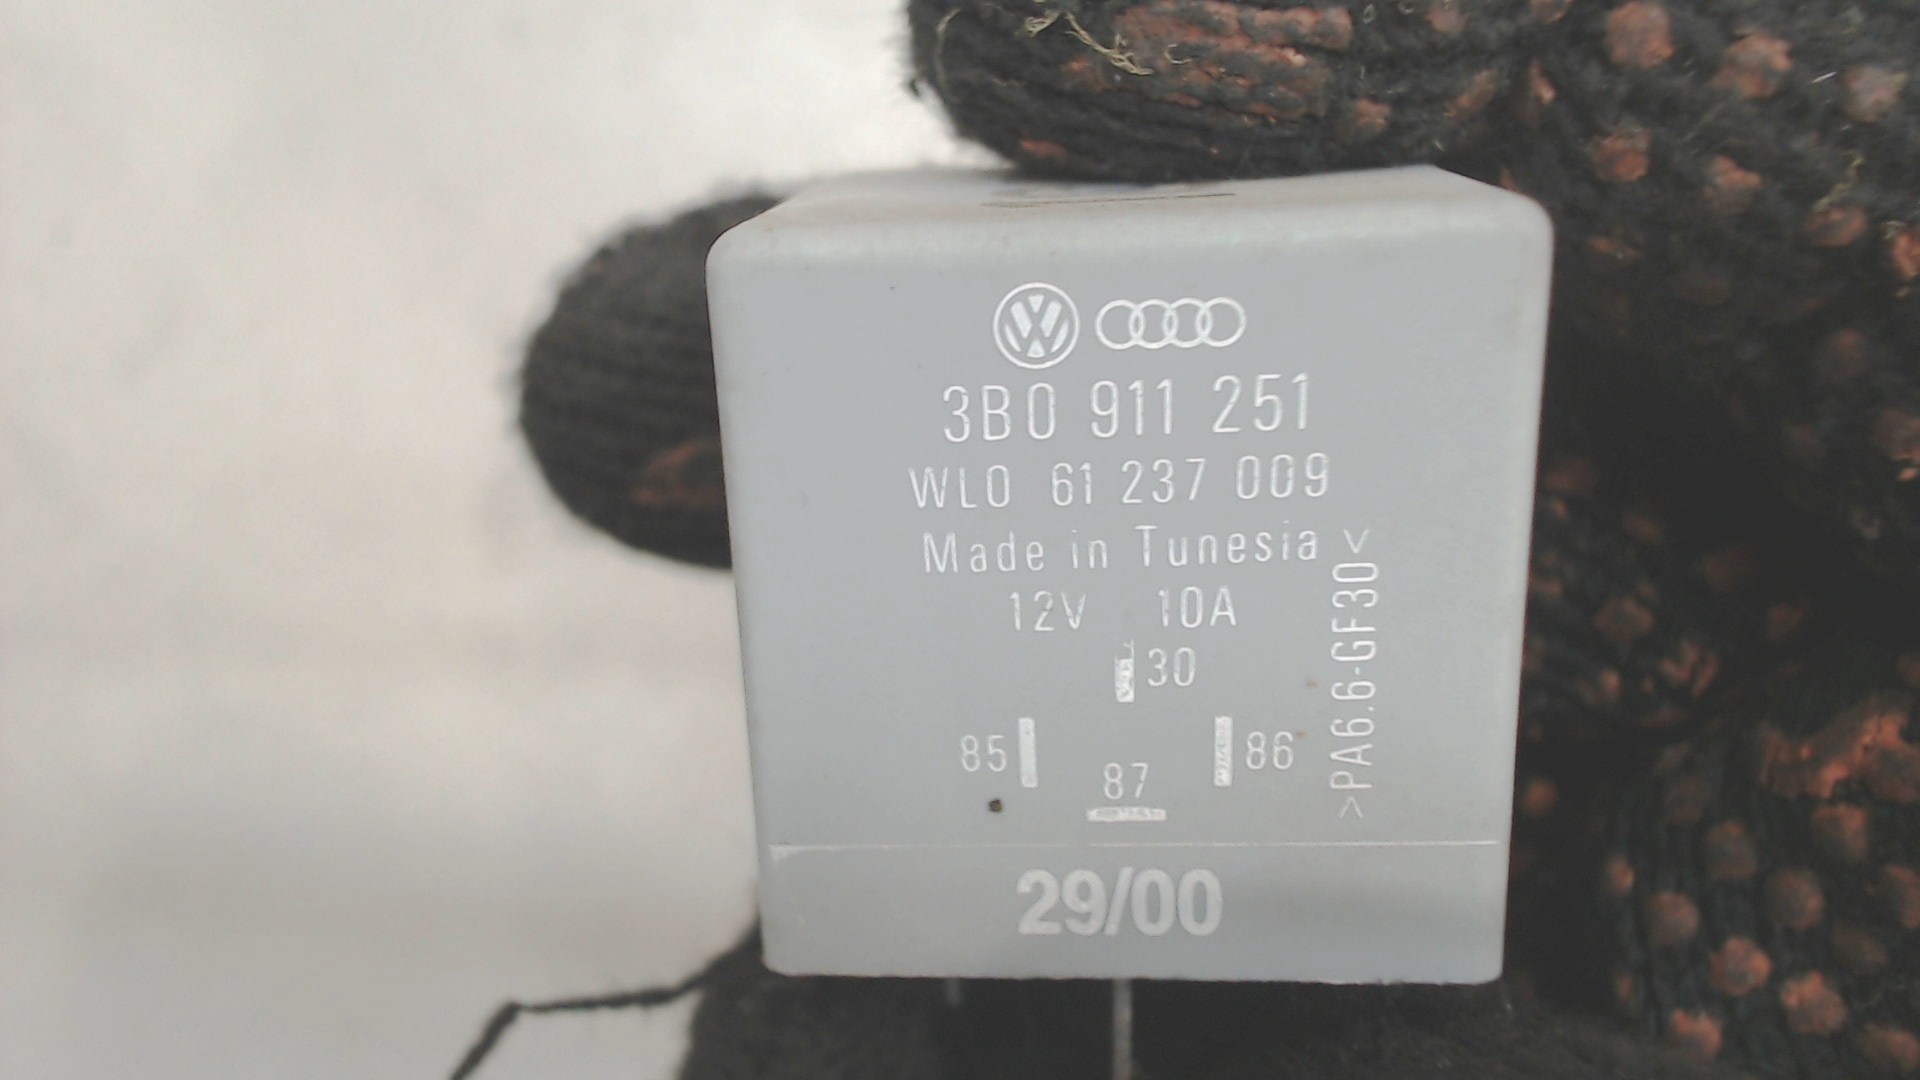 3B0 911 251
WL0 61 237 009
Made in Tunesia
12V 10A
30
85
86
87
>PA6.6-GF30<
29/00